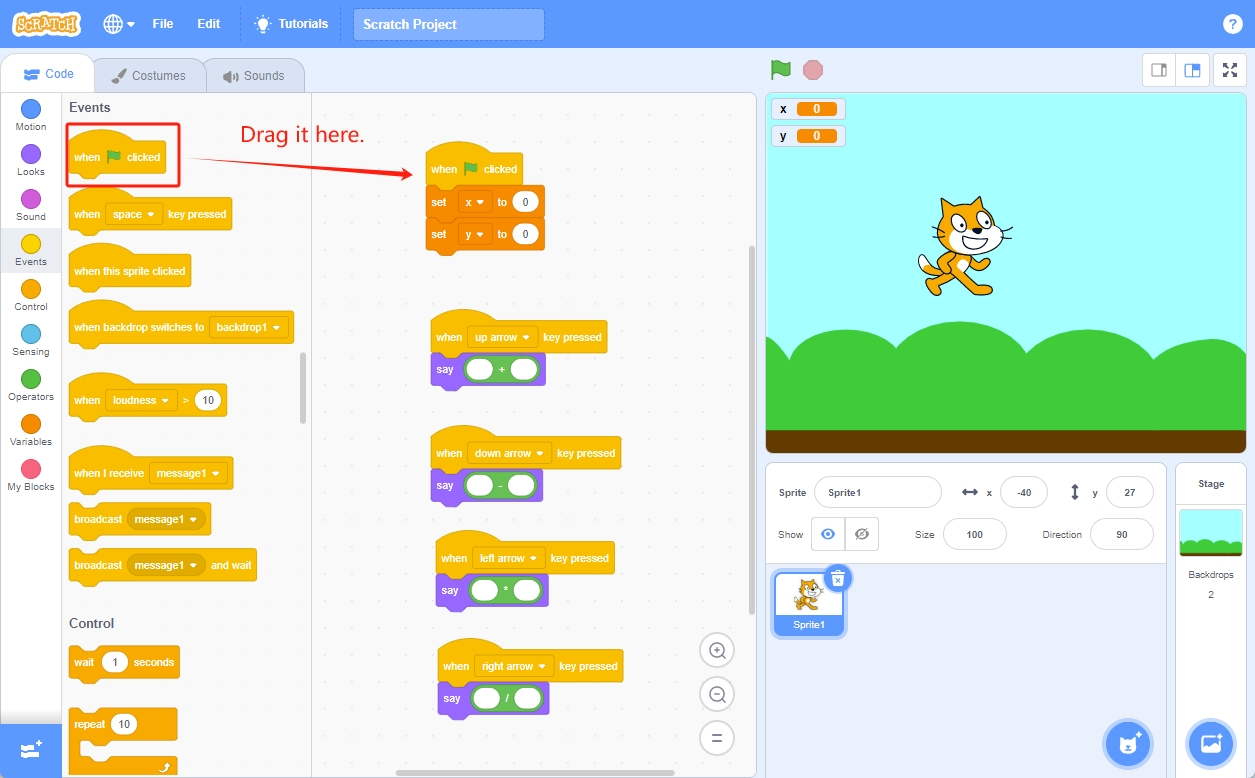 SCRATCH File Edit Tutorials Scratch Project ?
Code Costumes Sounds
Motion
Looks
Sound
Events
Control
Sensing
Operators
Variables
My Blocks
Events
when clicked
when space key pressed
when this sprite clicked
when backdrop switches to backdrop1
when loudness > 10
when I receive message1
broadcast message1
broadcast message1 and wait
Control
wait 1 seconds
repeat 10
Drag it here.
when clicked
set x to 0
set y to 0
when up arrow key pressed
say +
when down arrow key pressed
say -
when left arrow key pressed
say *
when right arrow key pressed
say /
x 0
y 0
Sprite Sprite1 x -40 y 27
Show Size 100 Direction 90
Sprite1
Stage
Backdrops
2